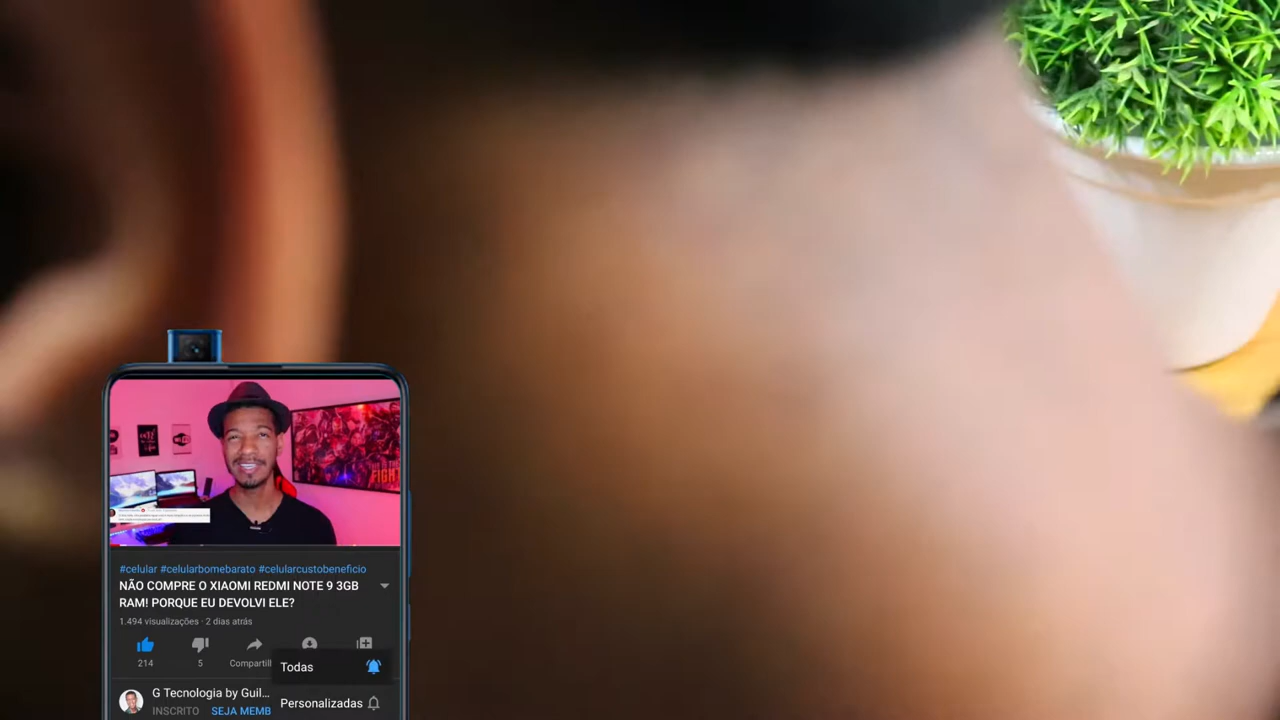 FIGHT
#celular #celularbomebarato #celularcustobeneficio
NÃO COMPRE O XIAOMI REDMI NOTE 9 3GB
RAM! PORQUE EU DEVOLVI ELE?
1.494 visualizações · 2 dias atrás
214
5
Compartil
Todas
G Tecnologia by Guil...
Personalizadas
INSCRITO
SEJA MEMB